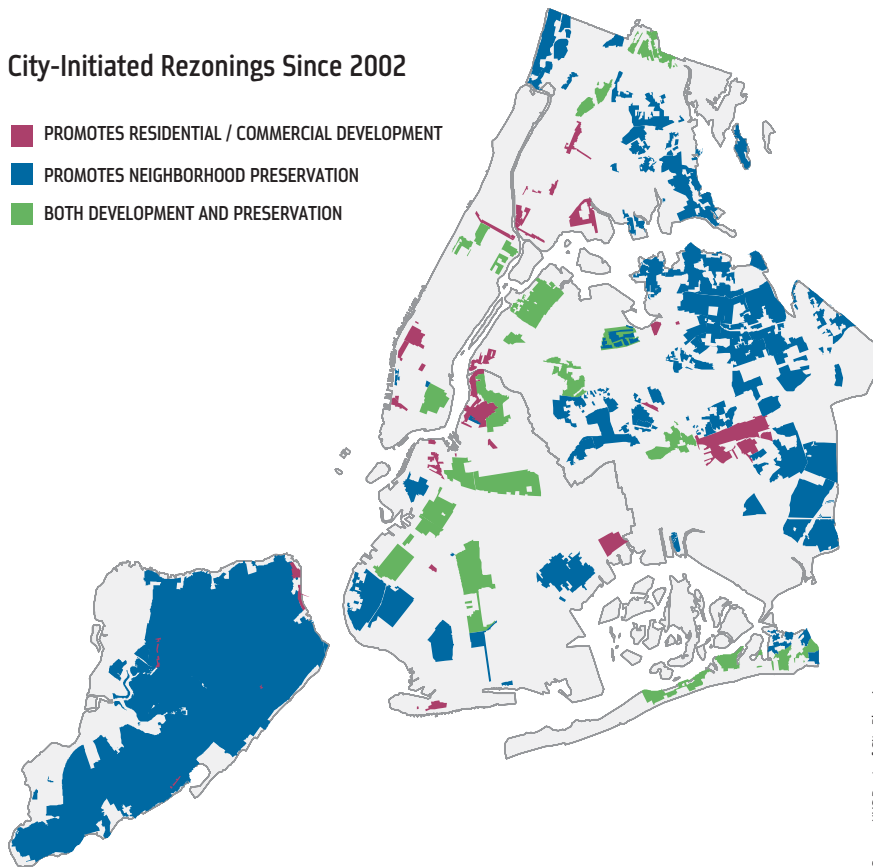 City-Initiated Rezonings Since 2002
PROMOTES RESIDENTIAL / COMMERCIAL DEVELOPMENT
PROMOTES NEIGHBORHOOD PRESERVATION
BOTH DEVELOPMENT AND PRESERVATION